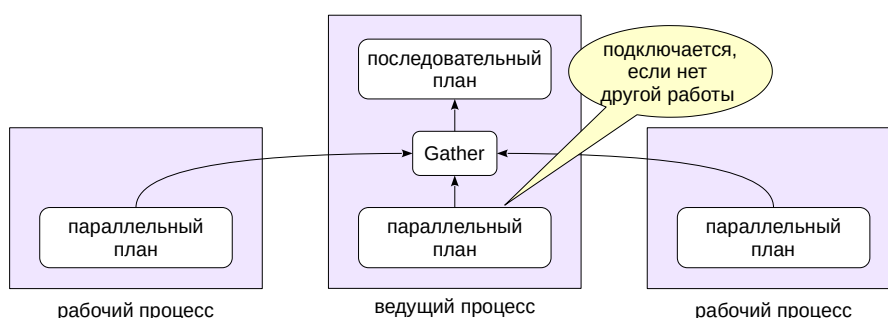 последовательный
план
подключается,
если нет
другой работы
Gather
параллельный
план
параллельный
план
параллельный
план
рабочий процесс
ведущий процесс
рабочий процесс